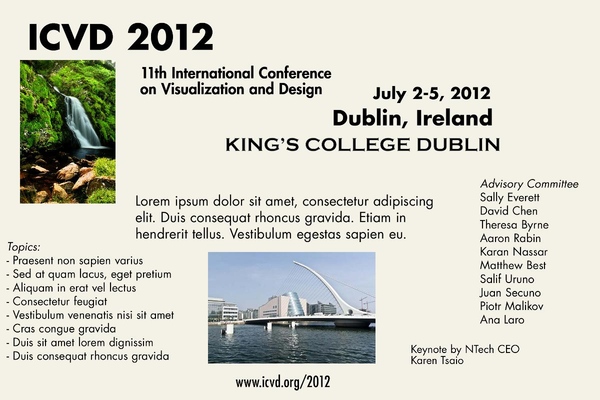 ICVD 2012
11th International Conference
on Visualization and Design
July 2-5, 2012
Dublin, Ireland
KING'S COLLEGE DUBLIN
Lorem ipsum dolor sit amet, consectetur adipiscing
elit. Duis consequat rhoncus gravida. Etiam in
hendrerit tellus. Vestibulum egestas sapien eu.
Advisory Committee
Sally Everett
David Chen
Theresa Byrne
Aaron Rabin
Karan Nassar
Matthew Best
Salif Uruno
Juan Secuno
Piotr Malikov
Ana Laro
Topics:
- Praesent non sapien varius
- Sed at quam lacus, eget pretium
- Aliquam in erat vel lectus
- Consectetur feugiat
- Vestibulum venenatis nisi sit amet
- Cras congue gravida
- Duis sit amet lorem dignissim
- Duis consequat rhoncus gravida
Keynote by NTech CEO
Karen Tsaio
www.icvd.org/2012